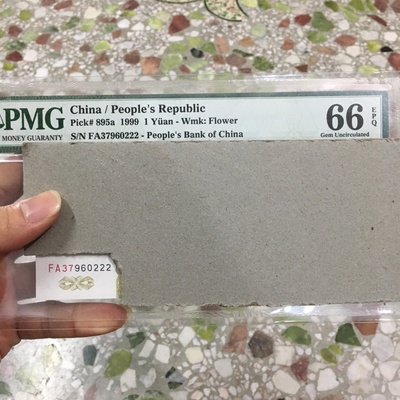 PMG
MONEY GUARANTY
China / People's Republic
Pick# 895a 1999 1 Yüan - Wmk: Flower
S/N FA37960222 - People's Bank of China
66 EPQ
Gem Uncirculated
FA37960222